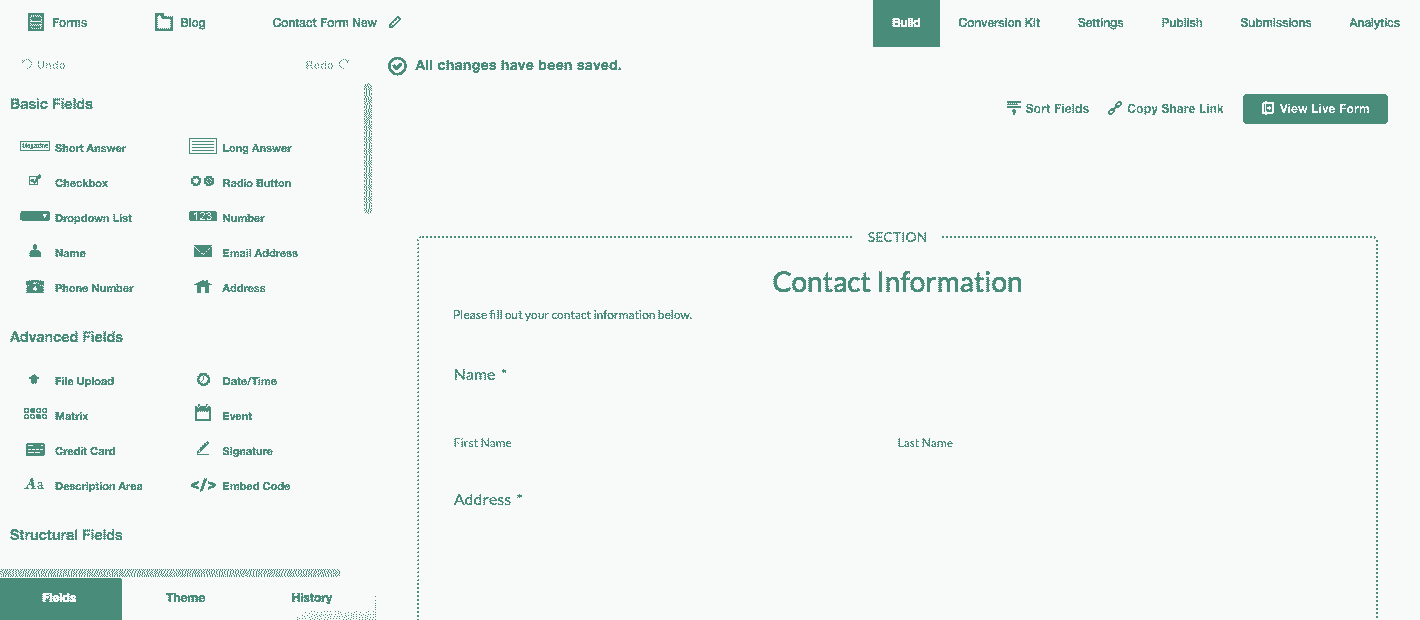 Forms Blog Contact Form New Build Conversion Kit Settings Publish Submissions Analytics
Undo Redo All changes have been saved.
Basic Fields
Sort Fields Copy Share Link View Live Form
Short Answer Long Answer
Checkbox Radio Button
Dropdown List 123 Number
Name Email Address
Phone Number Address
Advanced Fields
File Upload Date/Time
Matrix Event
Credit Card Signature
Aa Description Area </> Embed Code
Structural Fields
Fields Theme History
SECTION
Contact Information
Please fill out your contact information below.
Name *
First Name Last Name
Address *